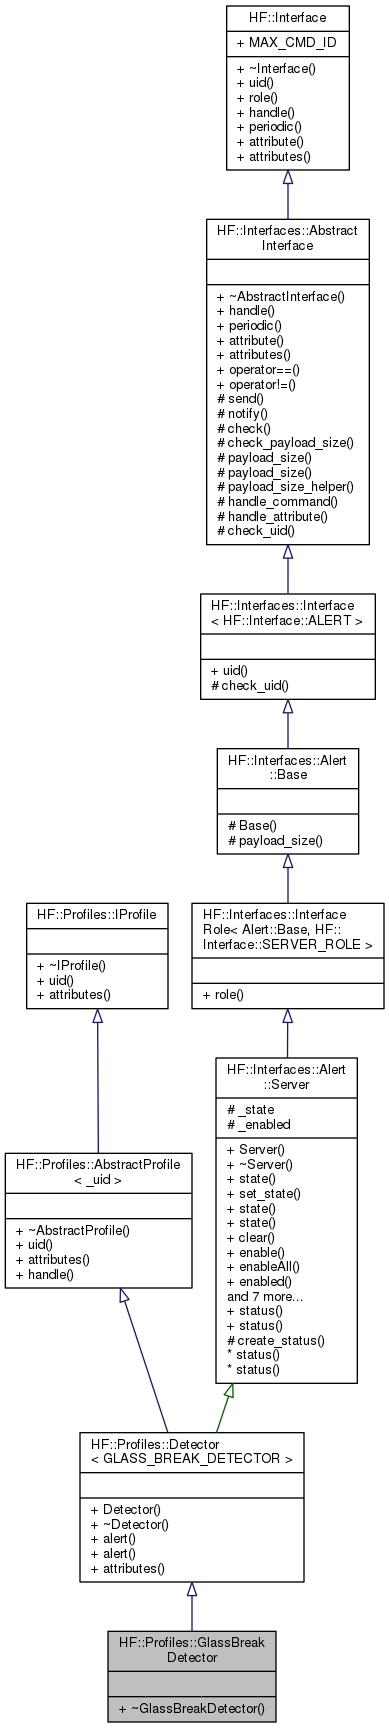 HF::Interface
+ MAX_CMD_ID
+ ~Interface()
+ uid()
+ role()
+ handle()
+ periodic()
+ attribute()
+ attributes()
HF::Interfaces::Abstract
Interface
+ ~AbstractInterface()
+ handle()
+ periodic()
+ attribute()
+ attributes()
+ operator==()
+ operator!=()
# send()
# notify()
# check()
# check_payload_size()
# payload_size()
# payload_size()
# payload_size_helper()
# handle_command()
# handle_attribute()
# check_uid()
HF::Interfaces::Interface
< HF::Interface::ALERT >
+ uid()
# check_uid()
HF::Interfaces::Alert
::Base
# Base()
# payload_size()
HF::Profiles::IProfile
+ ~IProfile()
+ uid()
+ attributes()
HF::Interfaces::Interface
Role< Alert::Base, HF::
Interface::SERVER_ROLE >
+ role()
HF::Interfaces::Alert
::Server
# _state
# _enabled
+ Server()
+ ~Server()
+ state()
+ set_state()
+ state()
+ state()
+ clear()
+ enable()
+ enableAll()
+ enabled()
and 7 more...
+ status()
+ status()
# create_status()
* status()
* status()
HF::Profiles::AbstractProfile
< _uid >
+ ~AbstractProfile()
+ uid()
+ attributes()
+ handle()
HF::Profiles::Detector
< GLASS_BREAK_DETECTOR >
+ Detector()
+ ~Detector()
+ alert()
+ alert()
+ attributes()
HF::Profiles::GlassBreak
Detector
+ ~GlassBreakDetector()